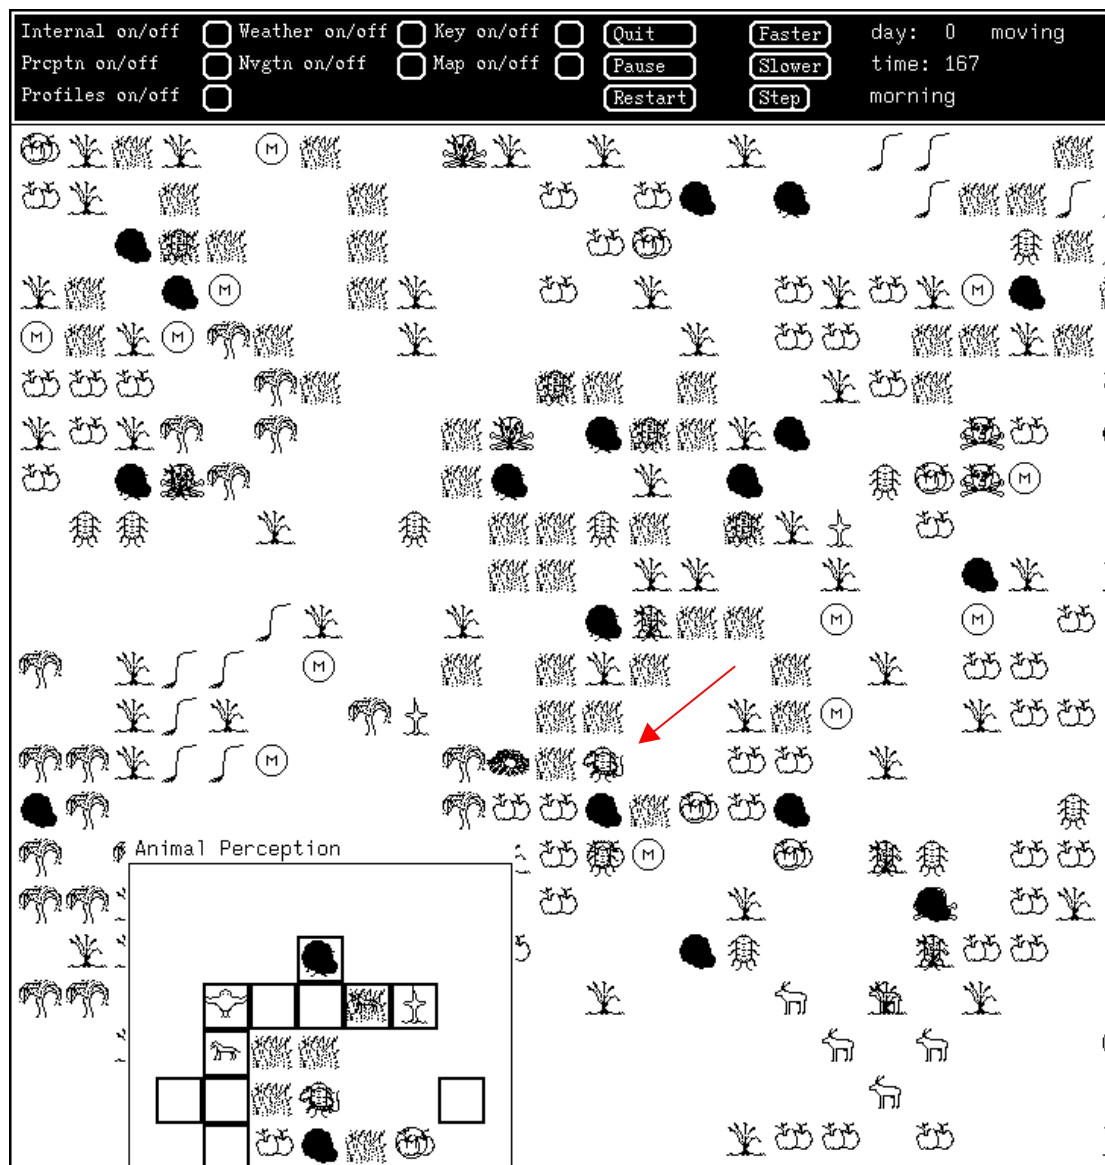 Internal on/off Weather on/off Key on/off Quit Faster day: 0 moving
Prcptn on/off Nvgtn on/off Map on/off Pause Slower time: 167
Profiles on/off Restart Step morning
M
M
M
M
M M
M
M
M M
M
M
M
M
M M
Animal Perception
M